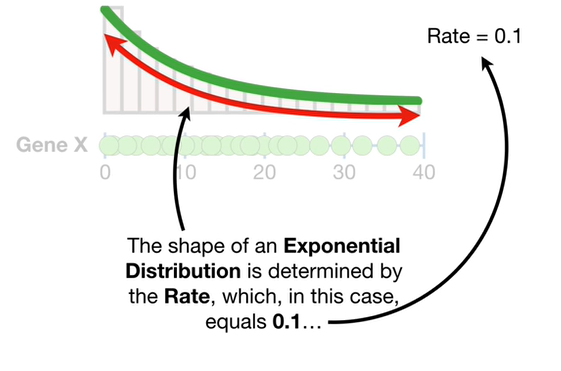 Rate = 0.1
Gene X
0 10 20 30 40
The shape of an Exponential
Distribution is determined by
the Rate, which, in this case,
equals 0.1...